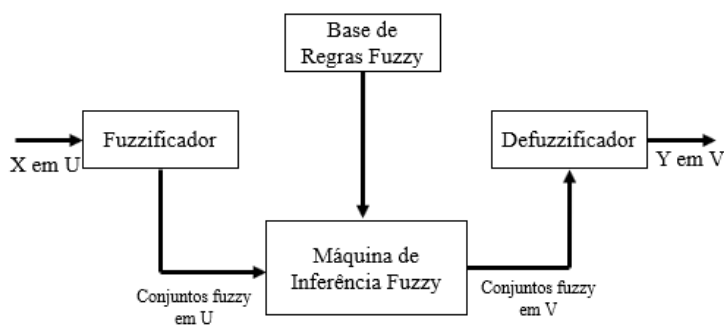 Base de
Regras Fuzzy
Fuzzificador
Defuzzificador
X em U
Y em V
Máquina de
Inferência Fuzzy
Conjuntos fuzzy
em U
Conjuntos fuzzy
em V